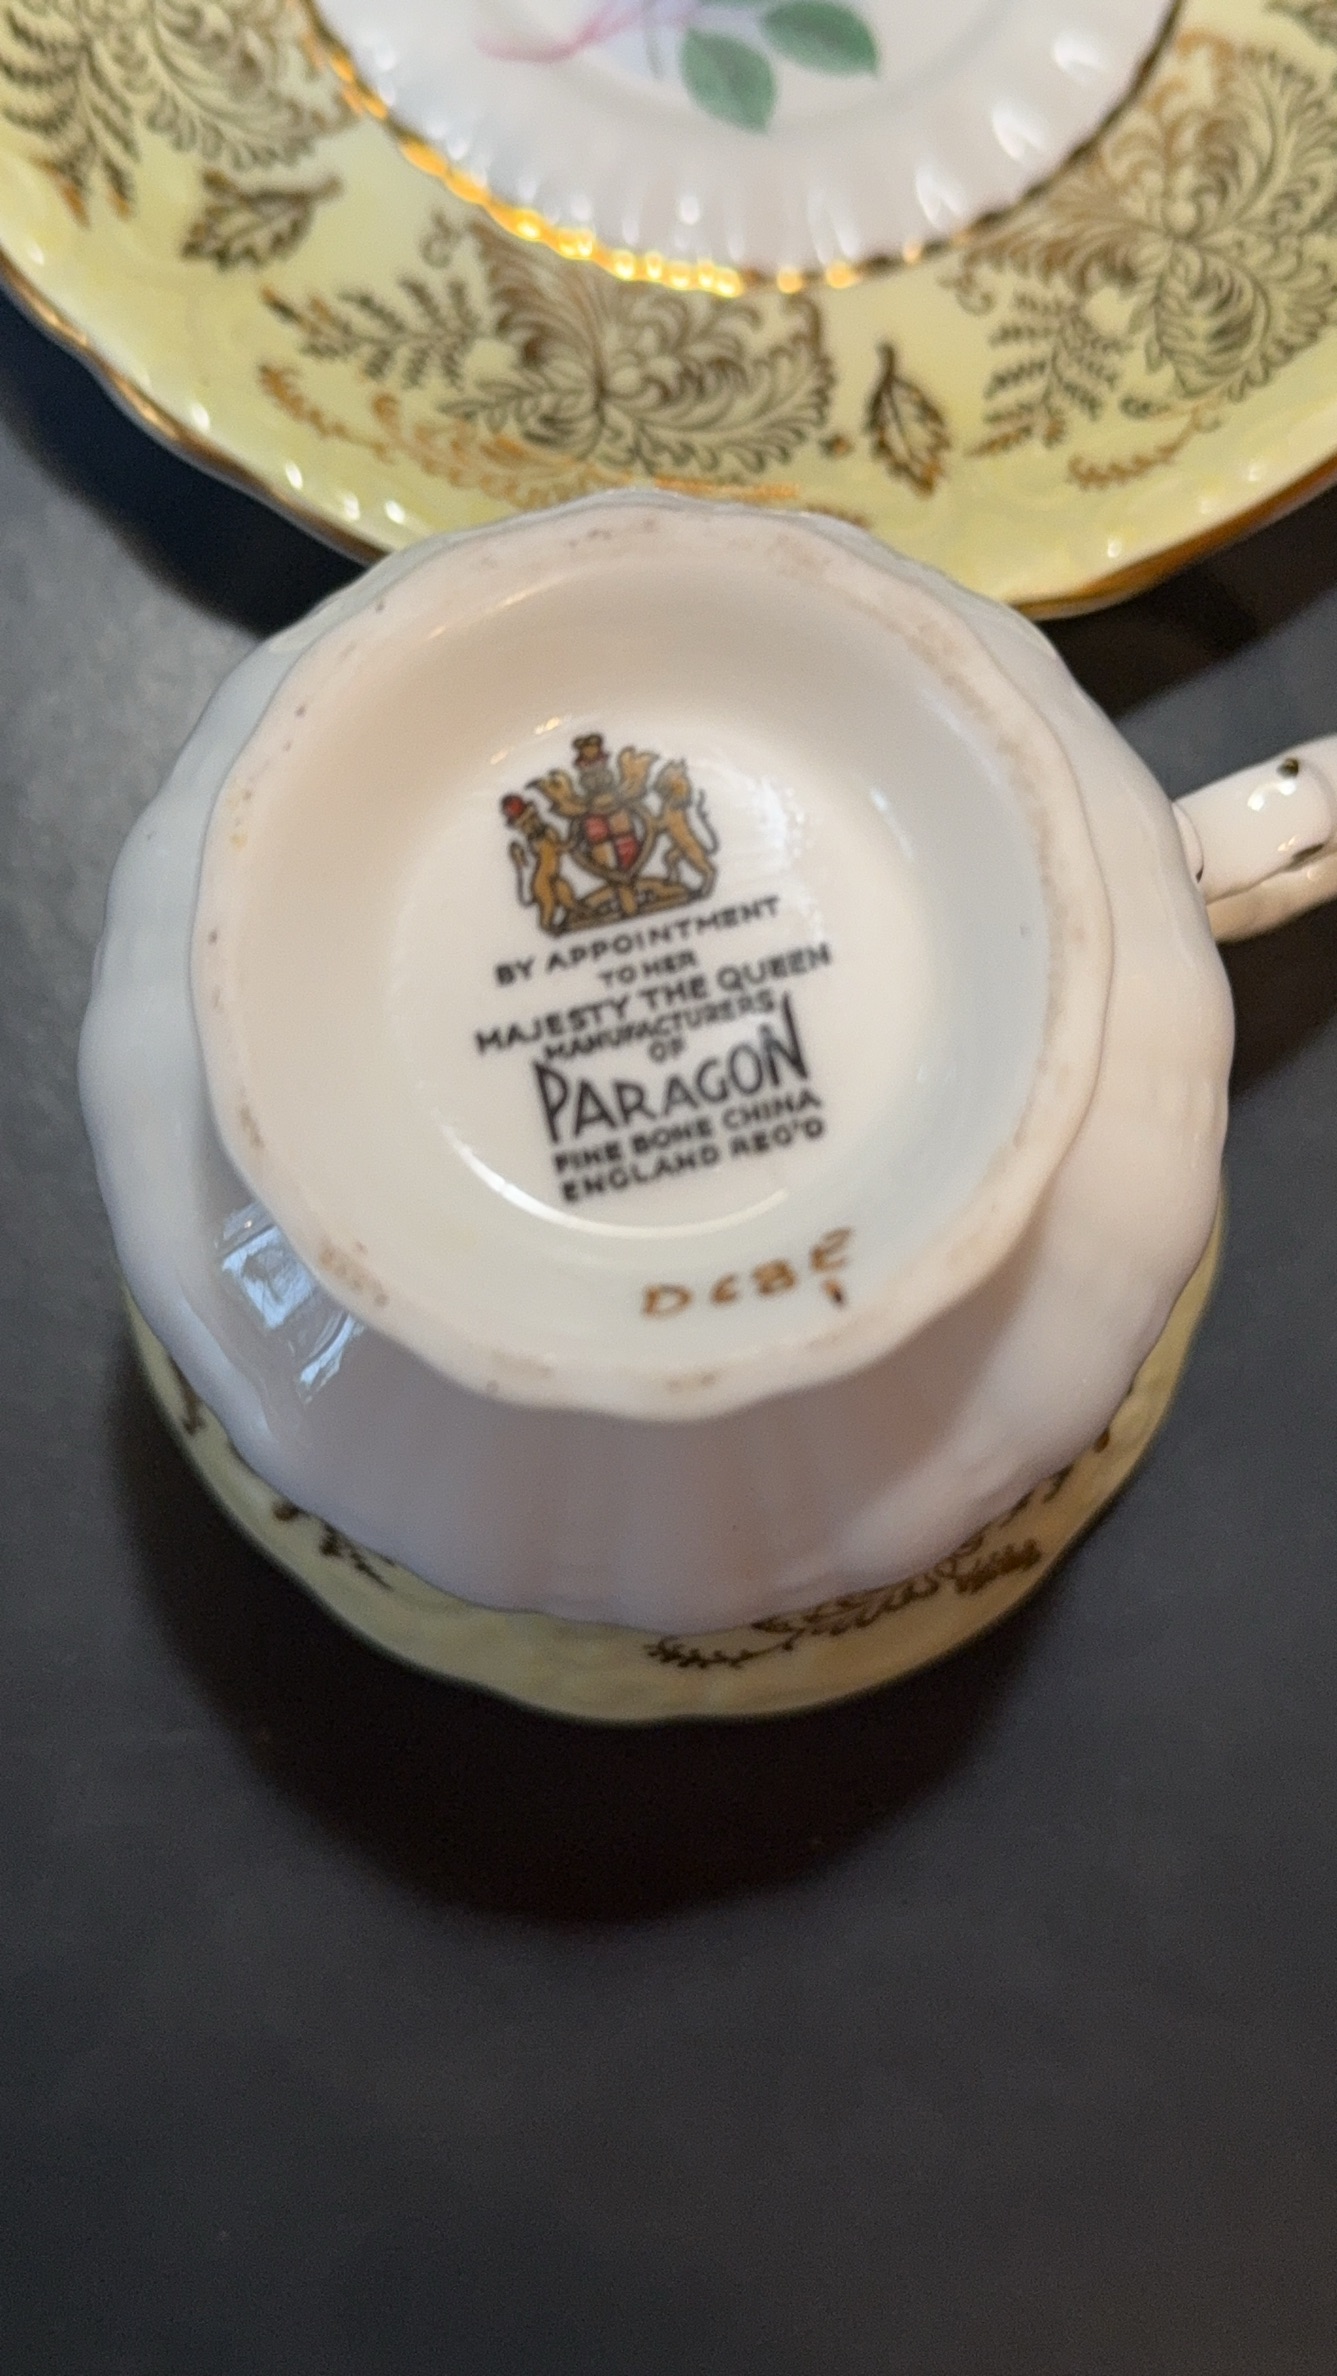 BY APPOINTMENT
TO HER
MAJESTY THE QUEEN
MANUFACTURERS
OF
PARAGON
FINE BONE CHINA
ENGLAND REG'D